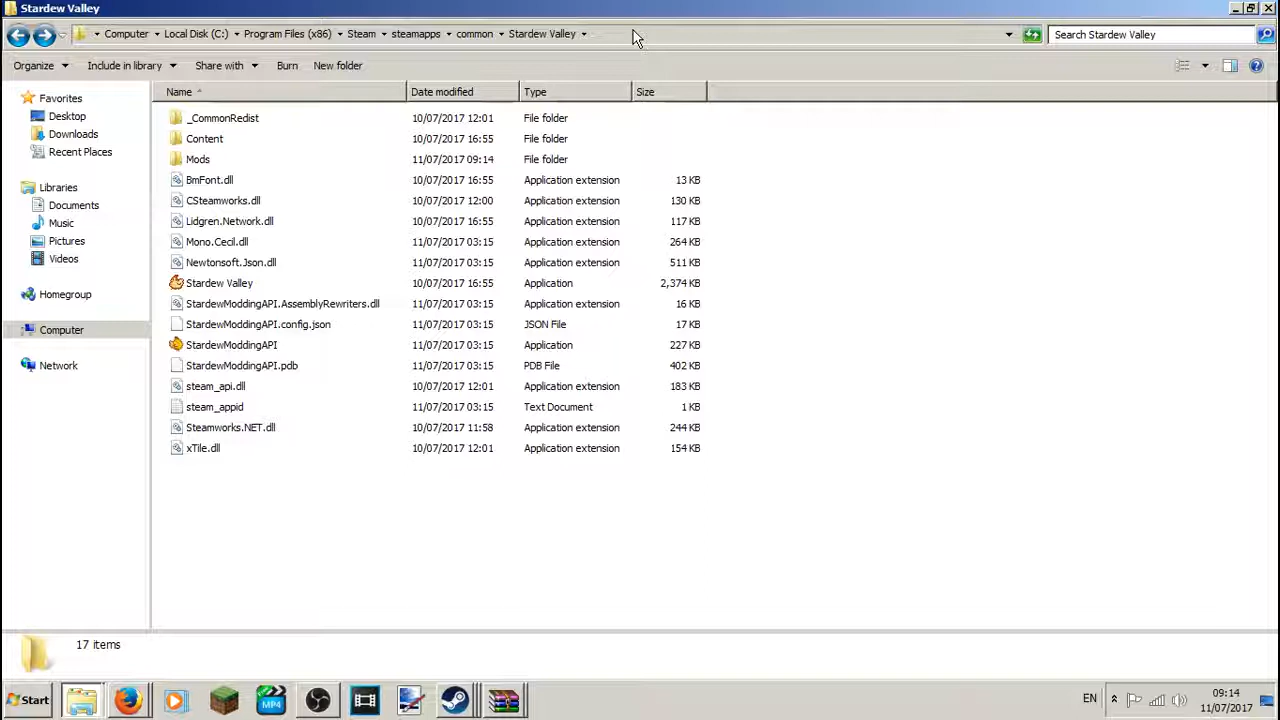 Stardew Valley
Computer Local Disk (C:) Program Files (x86) Steam steamapps common Stardew Valley Search Stardew Valley
Organize Include in library Share with Burn New folder
Name Date modified Type Size
Favorites
Desktop
Downloads
Recent Places
Libraries
Documents
Music
Pictures
Videos
Homegroup
Computer
Network
_CommonRedist 10/07/2017 12:01 File folder
Content 10/07/2017 16:55 File folder
Mods 11/07/2017 09:14 File folder
BmFont.dll 10/07/2017 16:55 Application extension 13 KB
CSteamworks.dll 10/07/2017 12:00 Application extension 130 KB
Lidgren.Network.dll 10/07/2017 16:55 Application extension 117 KB
Mono.Cecil.dll 11/07/2017 03:15 Application extension 264 KB
Newtonsoft.Json.dll 11/07/2017 03:15 Application extension 511 KB
Stardew Valley 10/07/2017 16:55 Application 2,374 KB
StardewModdingAPI.AssemblyRewriters.dll 11/07/2017 03:15 Application extension 16 KB
StardewModdingAPI.config.json 11/07/2017 03:15 JSON File 17 KB
StardewModdingAPI 11/07/2017 03:15 Application 227 KB
StardewModdingAPI.pdb 11/07/2017 03:15 PDB File 402 KB
steam_api.dll 10/07/2017 12:01 Application extension 183 KB
steam_appid 11/07/2017 03:15 Text Document 1 KB
Steamworks.NET.dll 10/07/2017 11:58 Application extension 244 KB
xTile.dll 10/07/2017 12:01 Application extension 154 KB
17 items
Start MP4 EN 09:14
11/07/2017